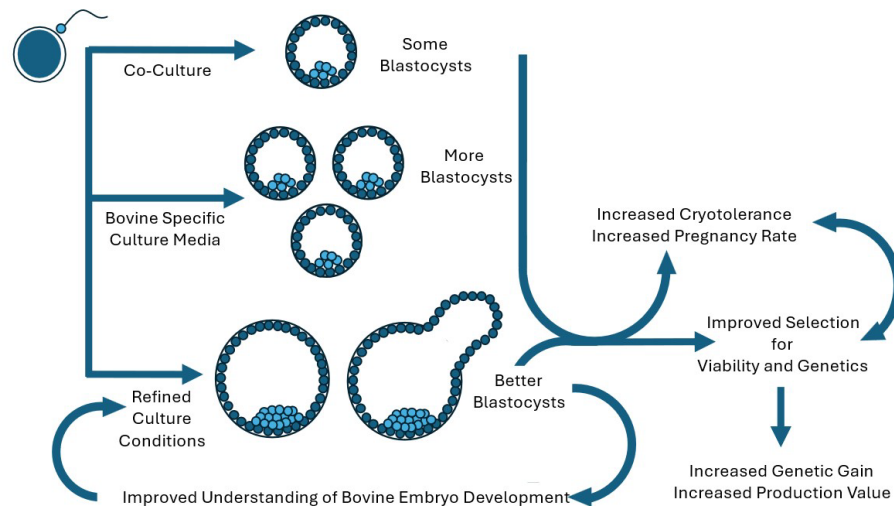 Co-Culture
Some
Blastocysts
Bovine Specific
Culture Media
More
Blastocysts
Refined
Culture
Conditions
Better
Blastocysts
Improved Understanding of Bovine Embryo Development
Increased Cryotolerance
Increased Pregnancy Rate
Improved Selection
for
Viability and Genetics
Increased Genetic Gain
Increased Production Value